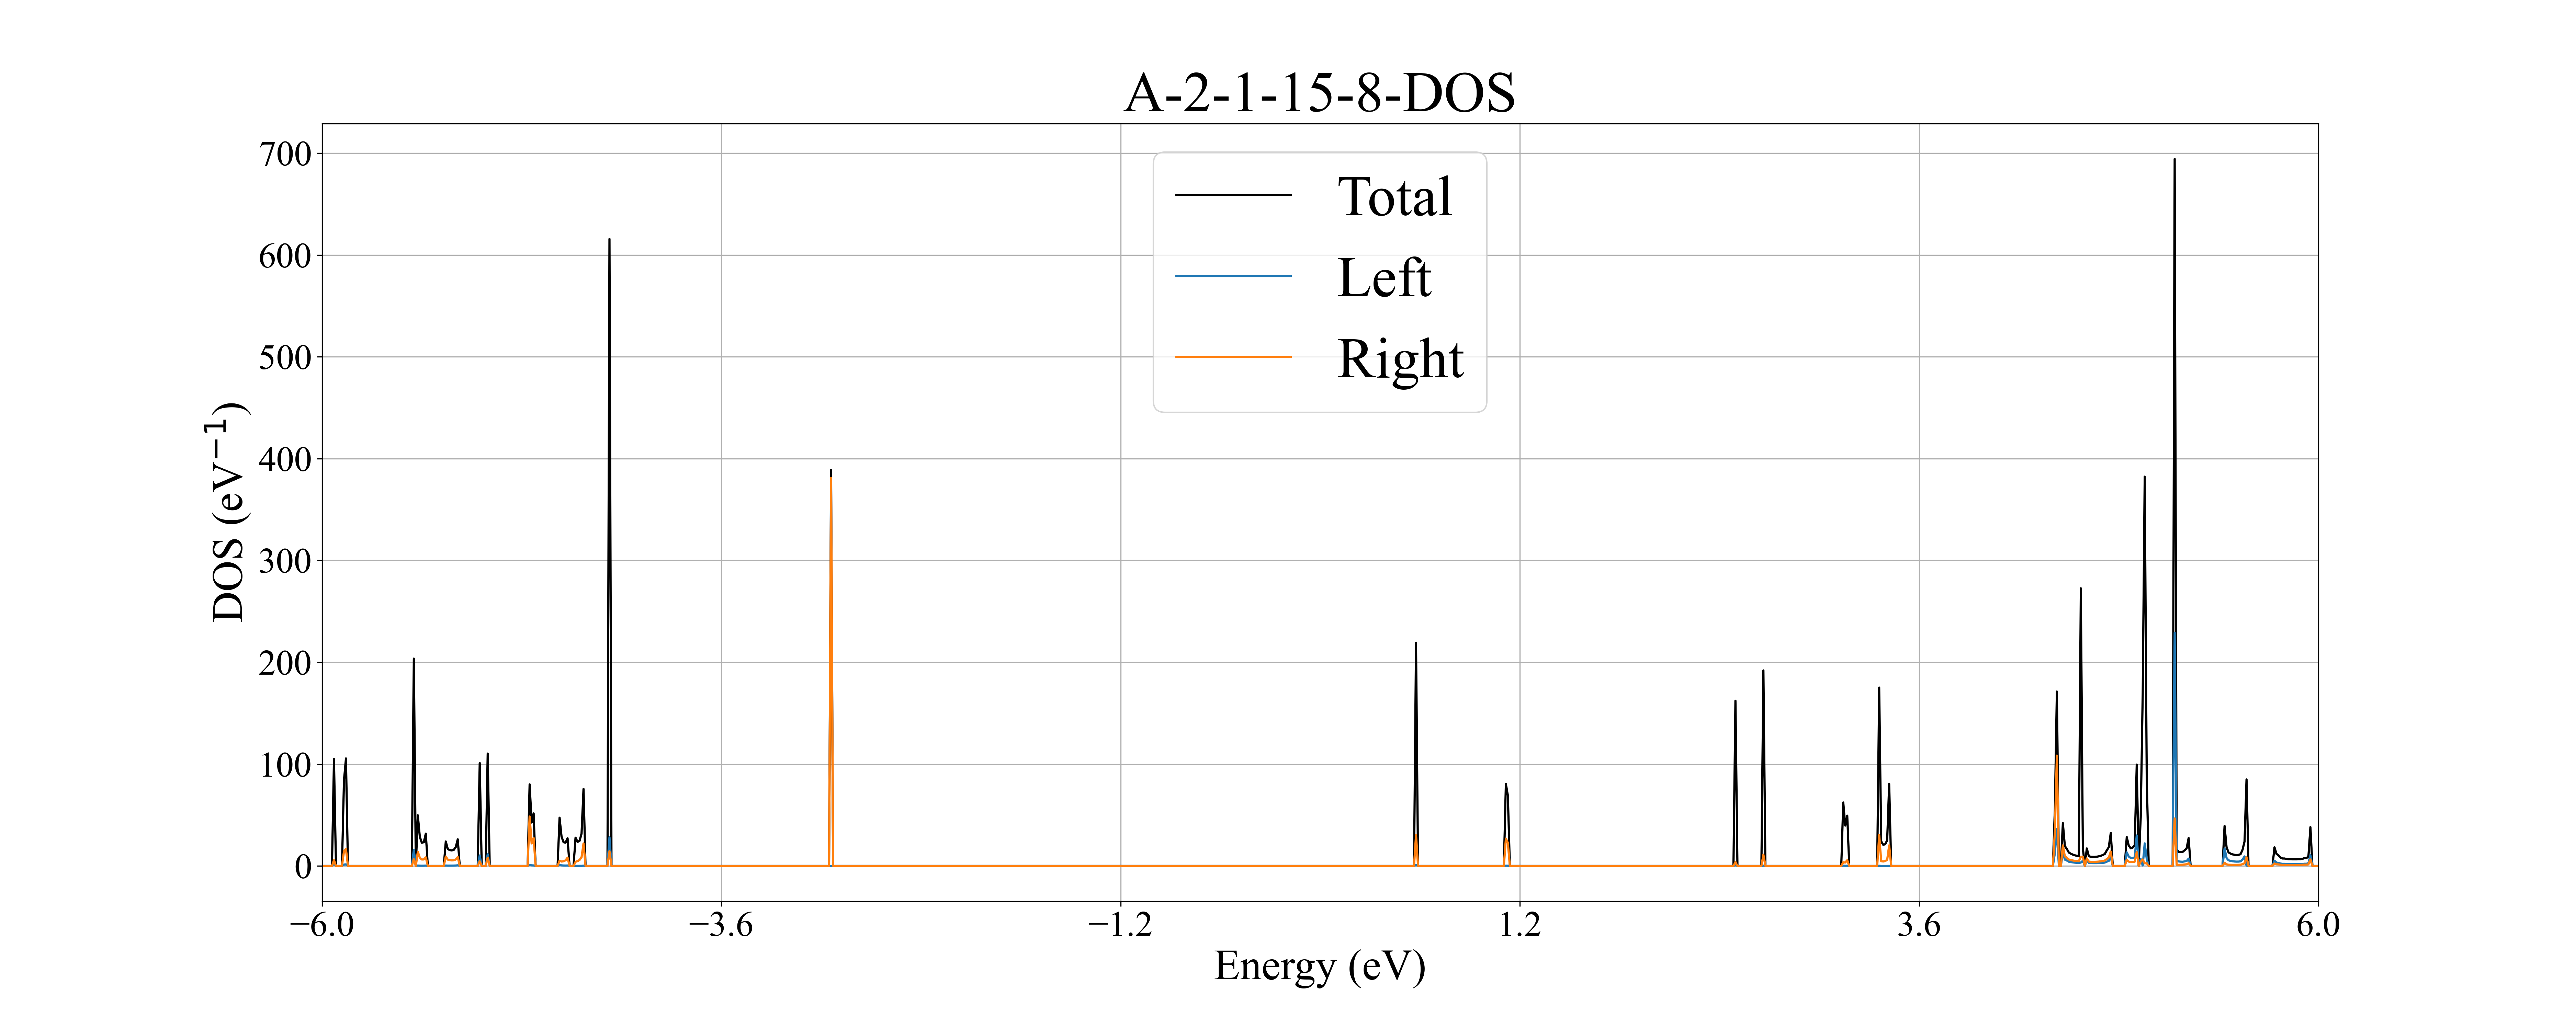 A-2-1-15-8-DOS
Total
Left
Right
DOS (eV⁻¹)
700
600
500
400
300
200
100
0
−6.0 −3.6 −1.2 1.2 3.6 6.0
Energy (eV)